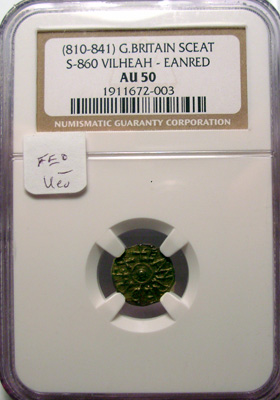 (810-841) G.BRITAIN SCEAT
S-860 VILHEAH - EANRED
AU 50
1911672-003
NUMISMATIC GUARANTY CORPORATION